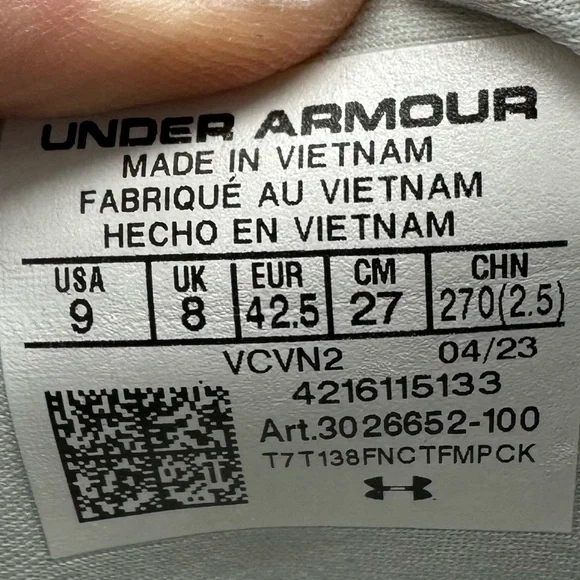 UNDER ARMOUR
MADE IN VIETNAM
FABRIQUÉ AU VIETNAM
HECHO EN VIETNAM
USA UK EUR CM CHN
9 8 42.5 27 270(2.5)
VCVN2 04/23
4216115133
Art.3026652-100
T7T138FNCTFMPCK